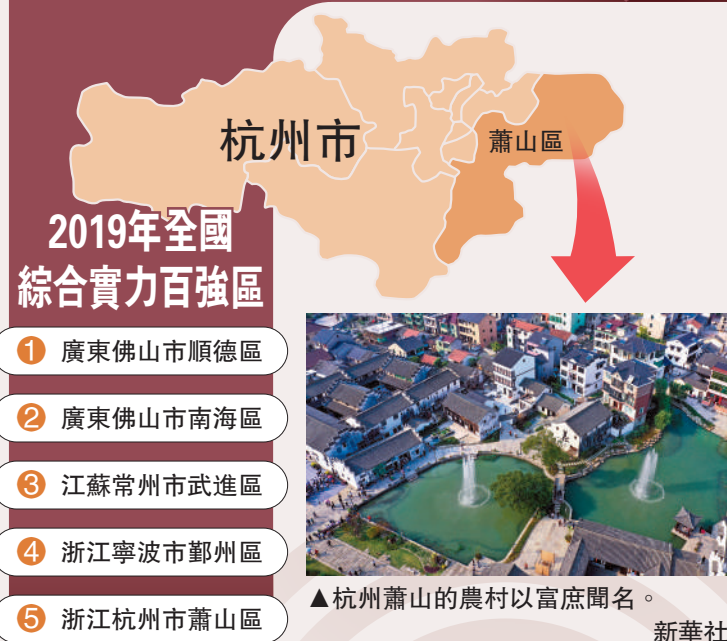 杭州市
蕭山區
2019年全國
綜合實力百強區
1 廣東佛山市順德區
2 廣東佛山市南海區
3 江蘇常州市武進區
4 浙江寧波市鄞州區
5 浙江杭州市蕭山區
▲杭州蕭山的農村以富庶聞名。
新華社